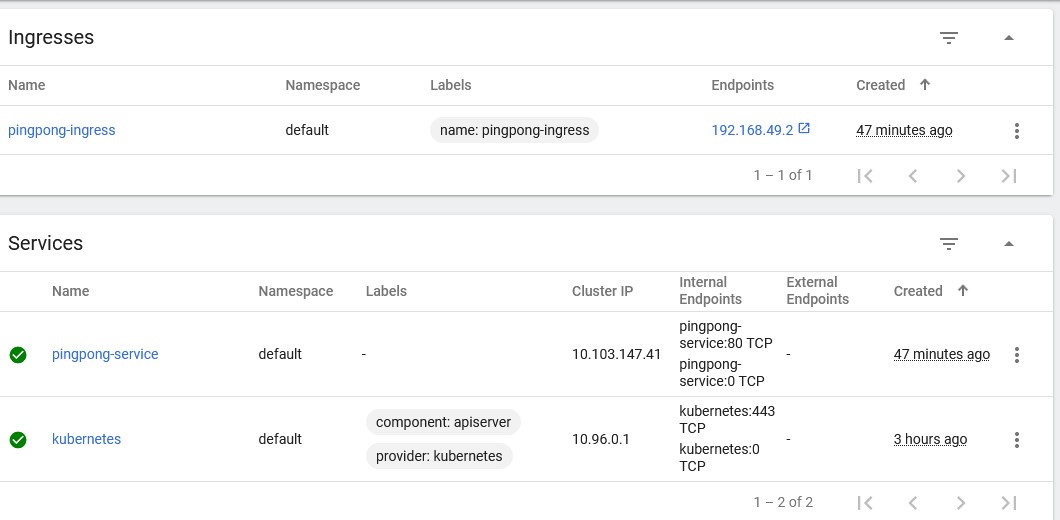 Ingresses
Name Namespace Labels Endpoints Created
pingpong-ingress default name: pingpong-ingress 192.168.49.2 47 minutes ago
1 – 1 of 1
Services
Name Namespace Labels Cluster IP Internal Endpoints External Endpoints Created
pingpong-service default - 10.103.147.41 pingpong-service:80 TCP pingpong-service:0 TCP - 47 minutes ago
kubernetes default component: apiserver provider: kubernetes 10.96.0.1 kubernetes:443 TCP kubernetes:0 TCP - 3 hours ago
1 – 2 of 2